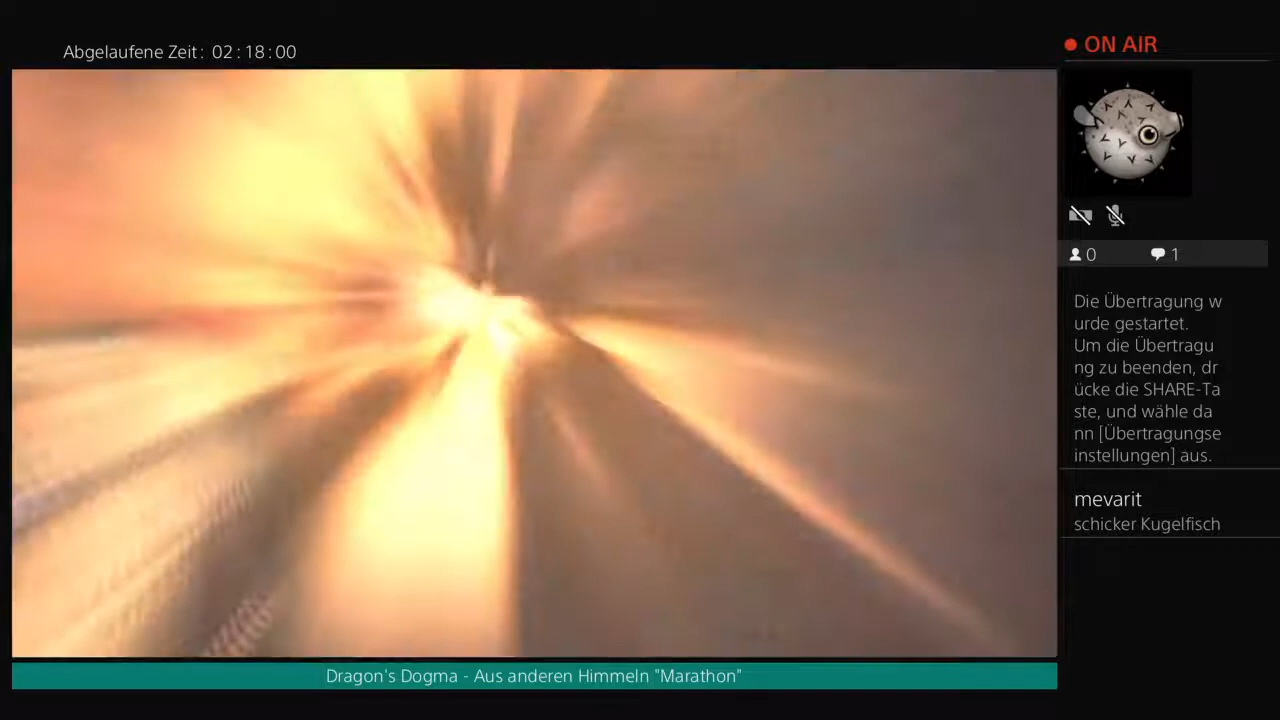 Abgelaufene Zeit: 02:18:00
ON AIR
0
1
Die Übertragung w
urde gestartet.
Um die Übertragu
ng zu beenden, dr
ücke die SHARE-Ta
ste, und wähle da
nn [Übertragungse
instellungen] aus.
mevarit
schicker Kugelfisch
Dragon's Dogma - Aus anderen Himmeln "Marathon"